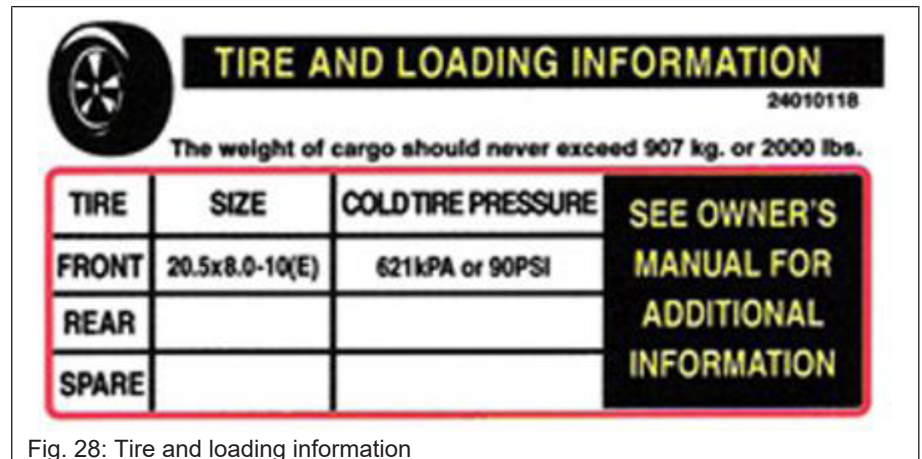 TIRE AND LOADING INFORMATION
24010118
The weight of cargo should never exceed 907 kg. or 2000 lbs.
TIRE SIZE COLD TIRE PRESSURE
FRONT 20.5x8.0-10(E) 621kPA or 90PSI
REAR
SPARE
SEE OWNER'S
MANUAL FOR
ADDITIONAL
INFORMATION
Fig. 28: Tire and loading information